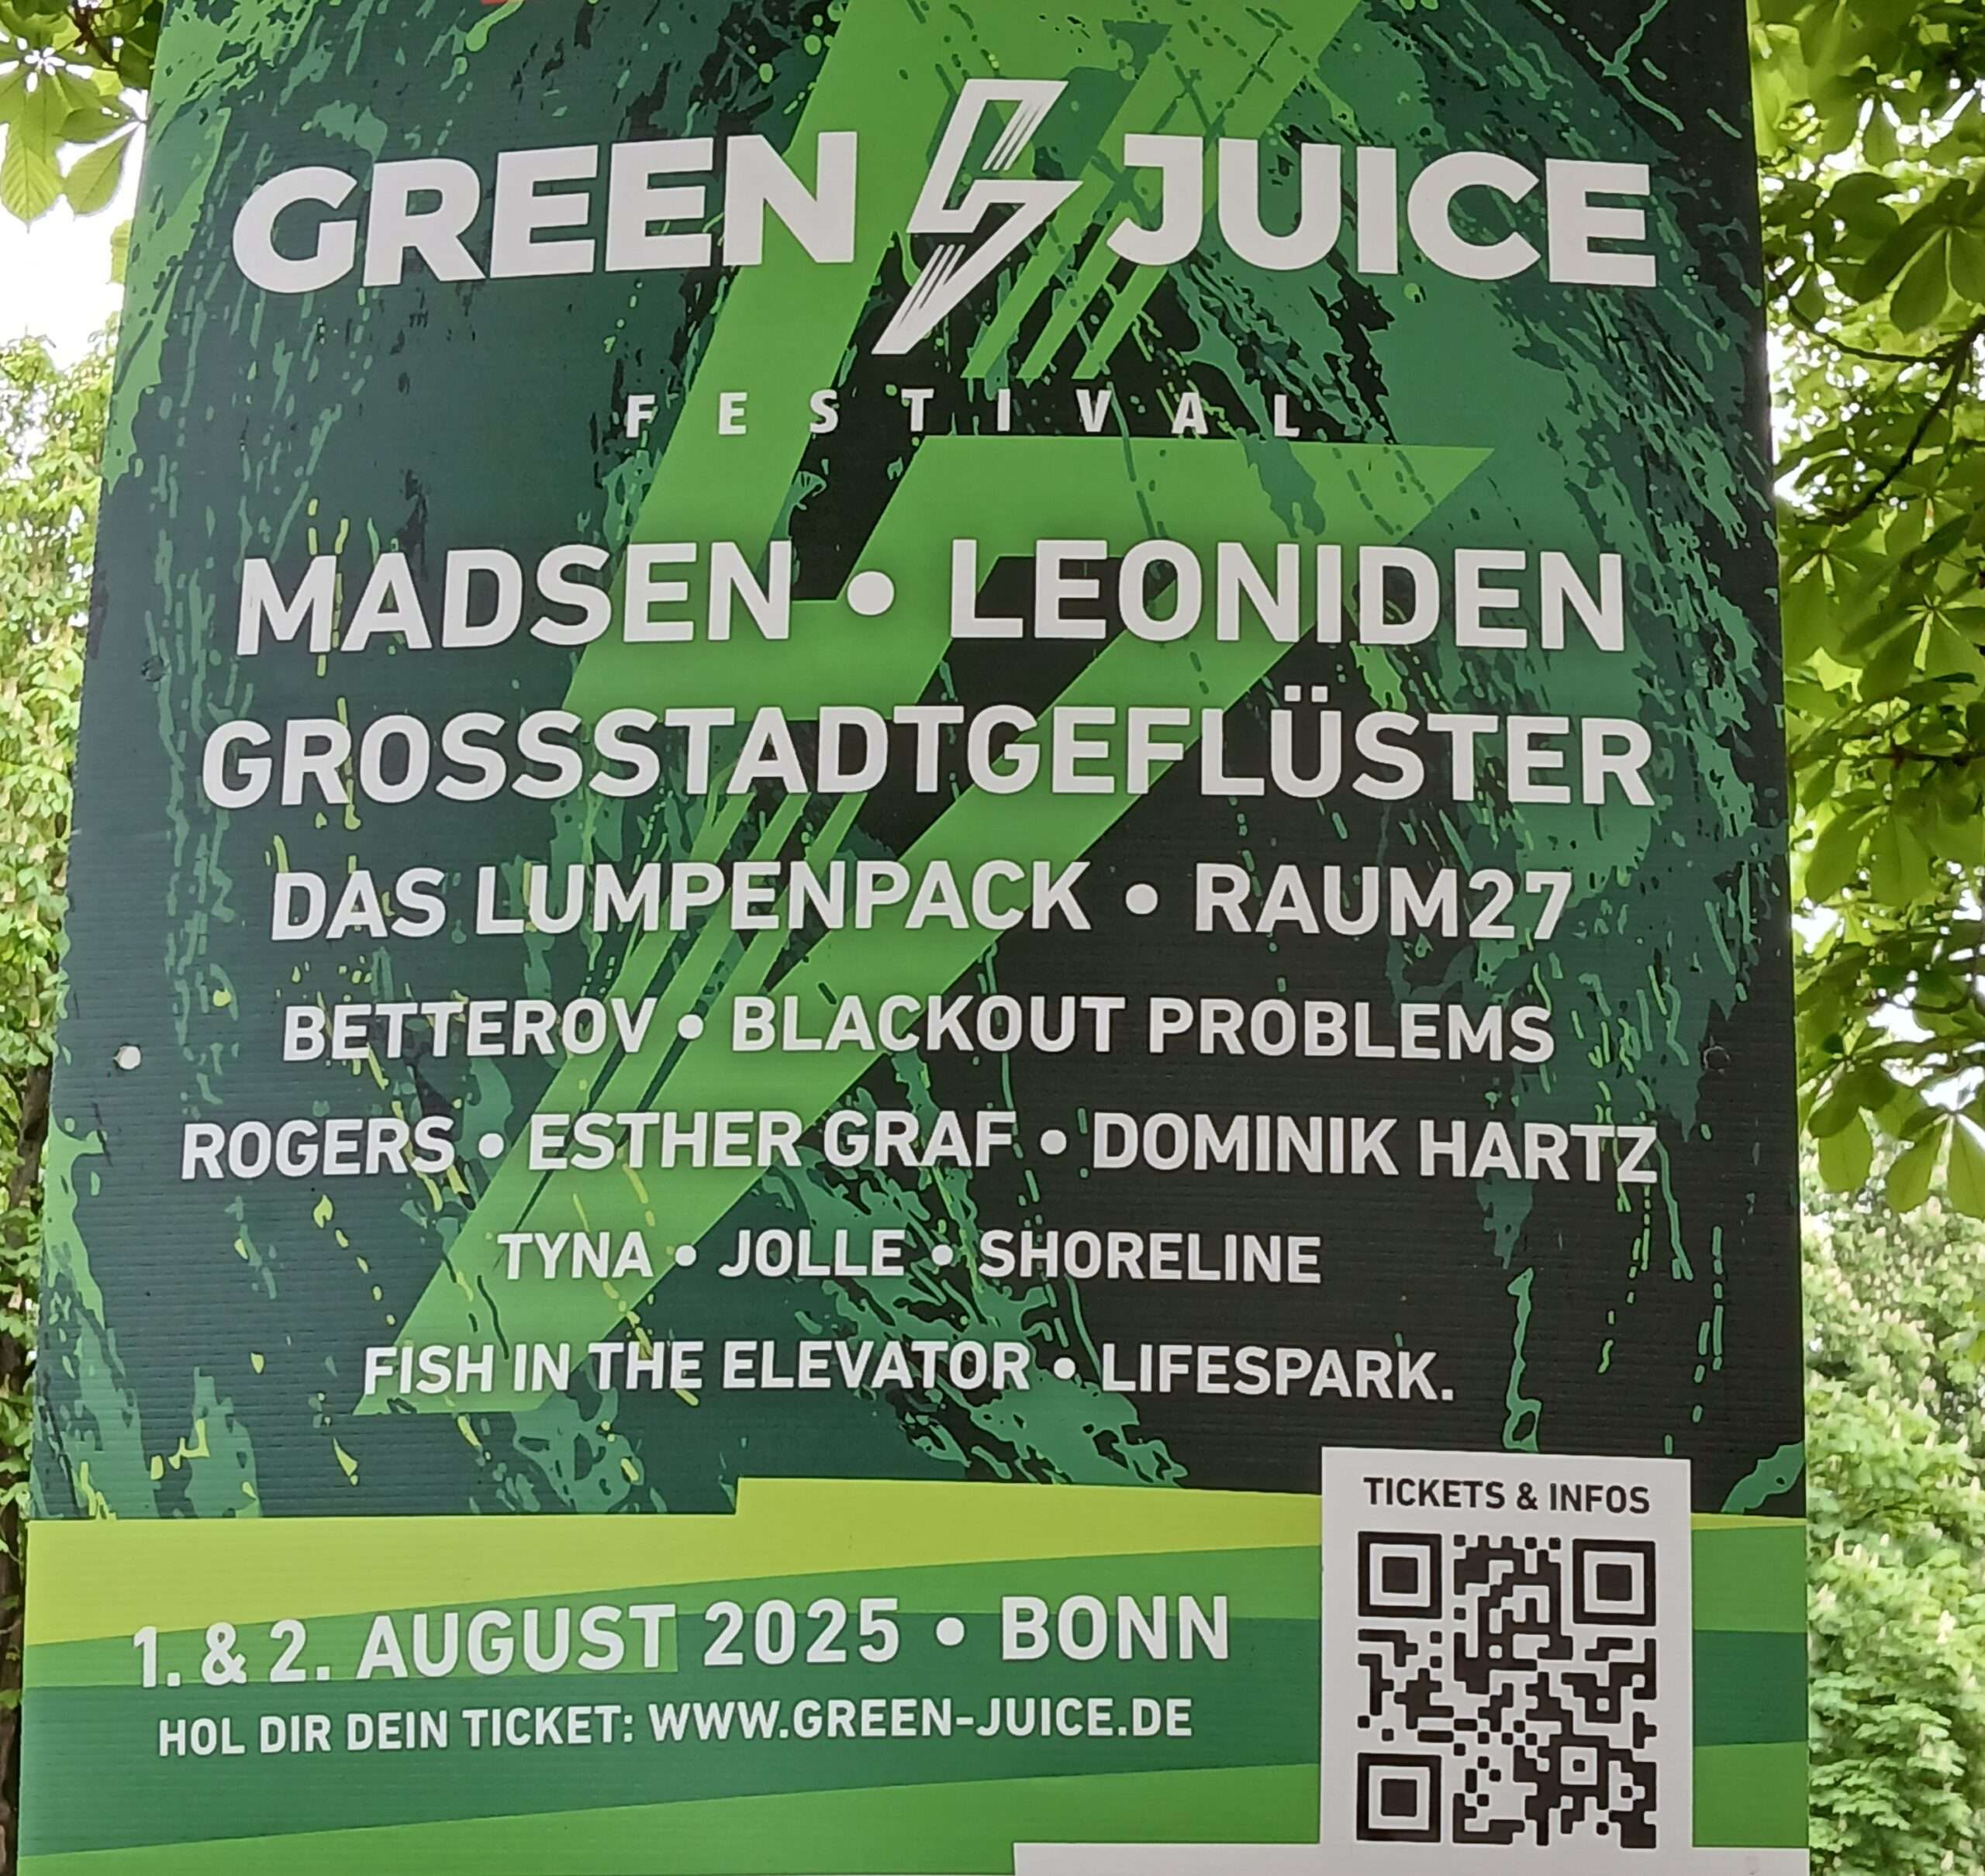 GREEN JUICE
FESTIVAL
MADSEN • LEONIDEN
GROSSSTADTGEFLÜSTER
DAS LUMPENPACK • RAUM27
BETTEROV • BLACKOUT PROBLEMS
ROGERS • ESTHER GRAF • DOMINIK HARTZ
TYNA • JOLLE • SHORELINE
FISH IN THE ELEVATOR • LIFESPARK.
TICKETS & INFOS
1. & 2. AUGUST 2025 • BONN
HOL DIR DEIN TICKET: WWW.GREEN-JUICE.DE